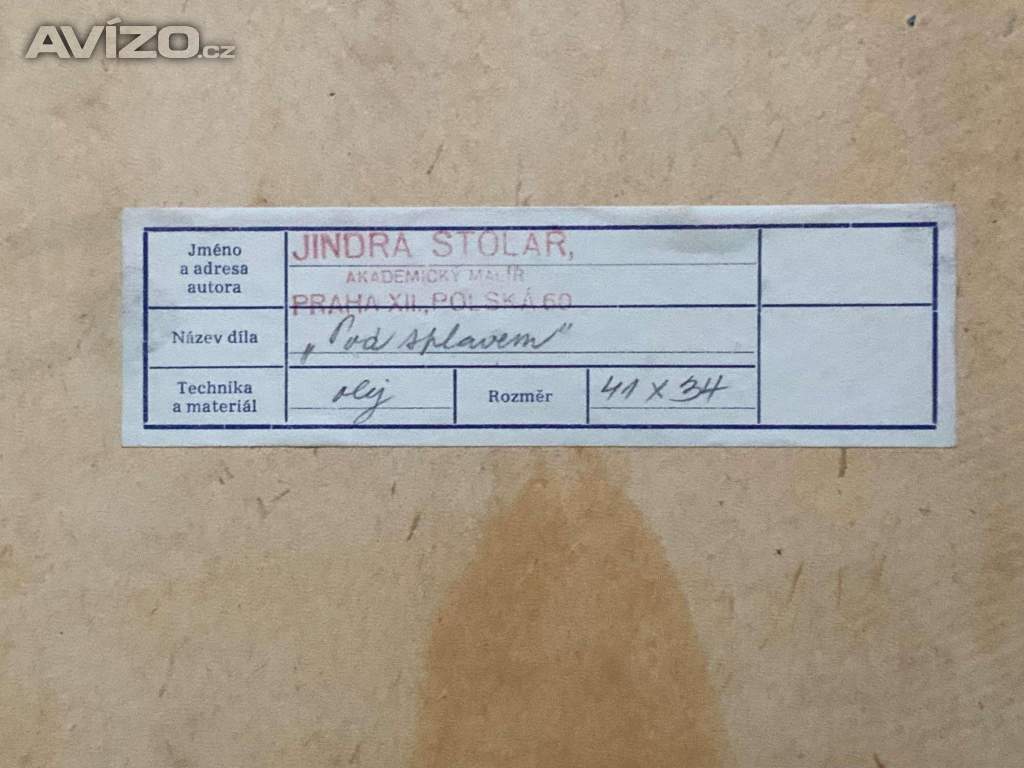 AVÍZO.cz
Jméno
a adresa
autora
JINDRA STOLAŘ,
AKADEMICKÝ MALÍŘ
PRAHA XII., POLSKÁ 60
Název díla
„Pod splavem"
Technika
a materiál
olej
Rozměr
41 x 34